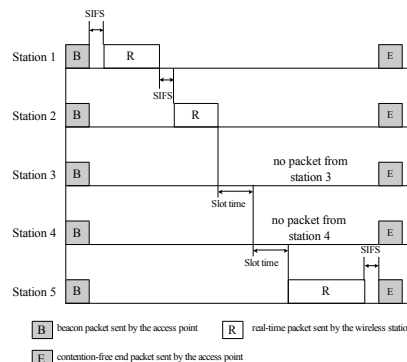 SIFS
Station 1 B R E
SIFS
Station 2 B R E
Station 3 B no packet from station 3 E
Slot time
Station 4 B no packet from station 4 E
Slot time
SIFS
Station 5 B R E
B beacon packet sent by the access point R real-time packet sent by the wireless station
E contention-free end packet sent by the access point